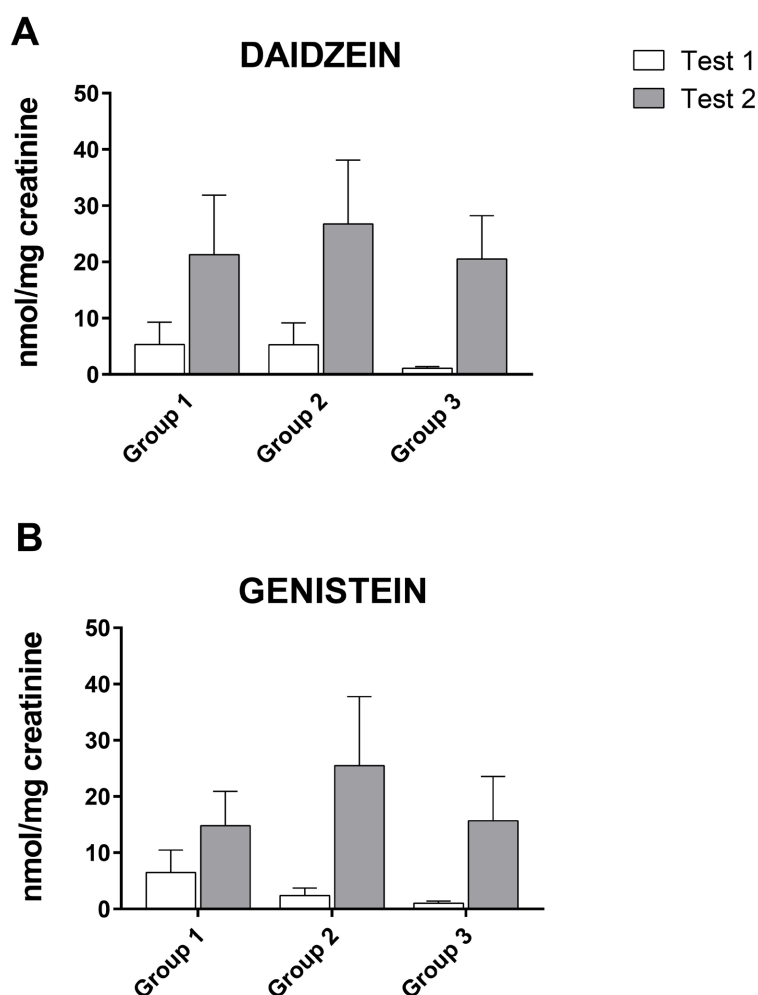 A
DAIDZEIN
Test 1
Test 2
nmol/mg creatinine
50
40
30
20
10
0
Group 1
Group 2
Group 3
B
GENISTEIN
nmol/mg creatinine
50
40
30
20
10
0
Group 1
Group 2
Group 3